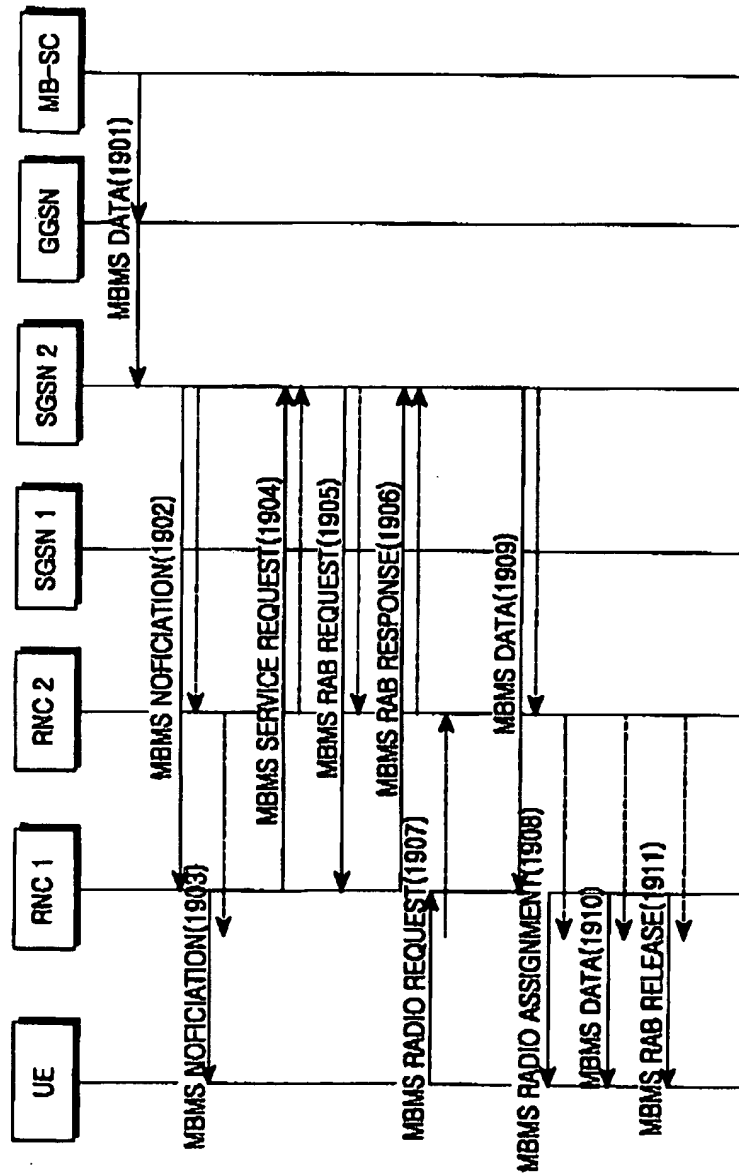 UE
RNC 1
RNC 2
SGSN 1
SGSN 2
GGSN
MB-SC
MBMS DATA(1901)
MBMS NOFICIATION(1902)
MBMS NOFICIATION(1903)
MBMS SERVICE REQUEST(1904)
MBMS RAB REQUEST(1905)
MBMS RAB RESPONSE(1906)
MBMS RADIO REQUEST(1907)
MBMS RADIO ASSIGNMENT(1908)
MBMS DATA(1909)
MBMS DATA(1910)
MBMS RAB RELEASE(1911)